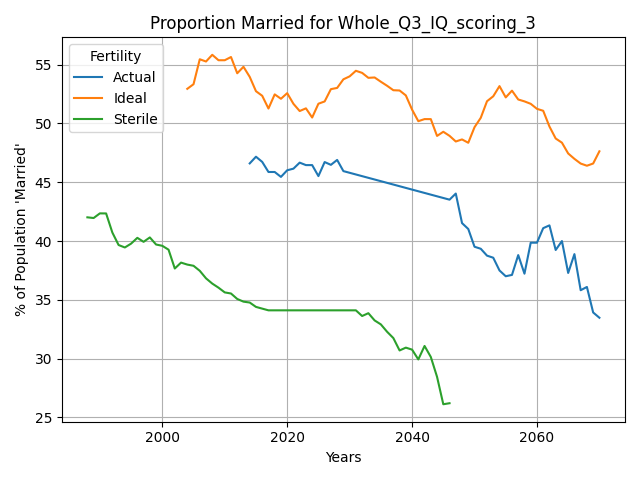 Proportion Married for Whole_Q3_IQ_scoring_3
Fertility
Actual
Ideal
Sterile
% of Population 'Married'
55
50
45
40
35
30
25
2000
2020
2040
2060
Years